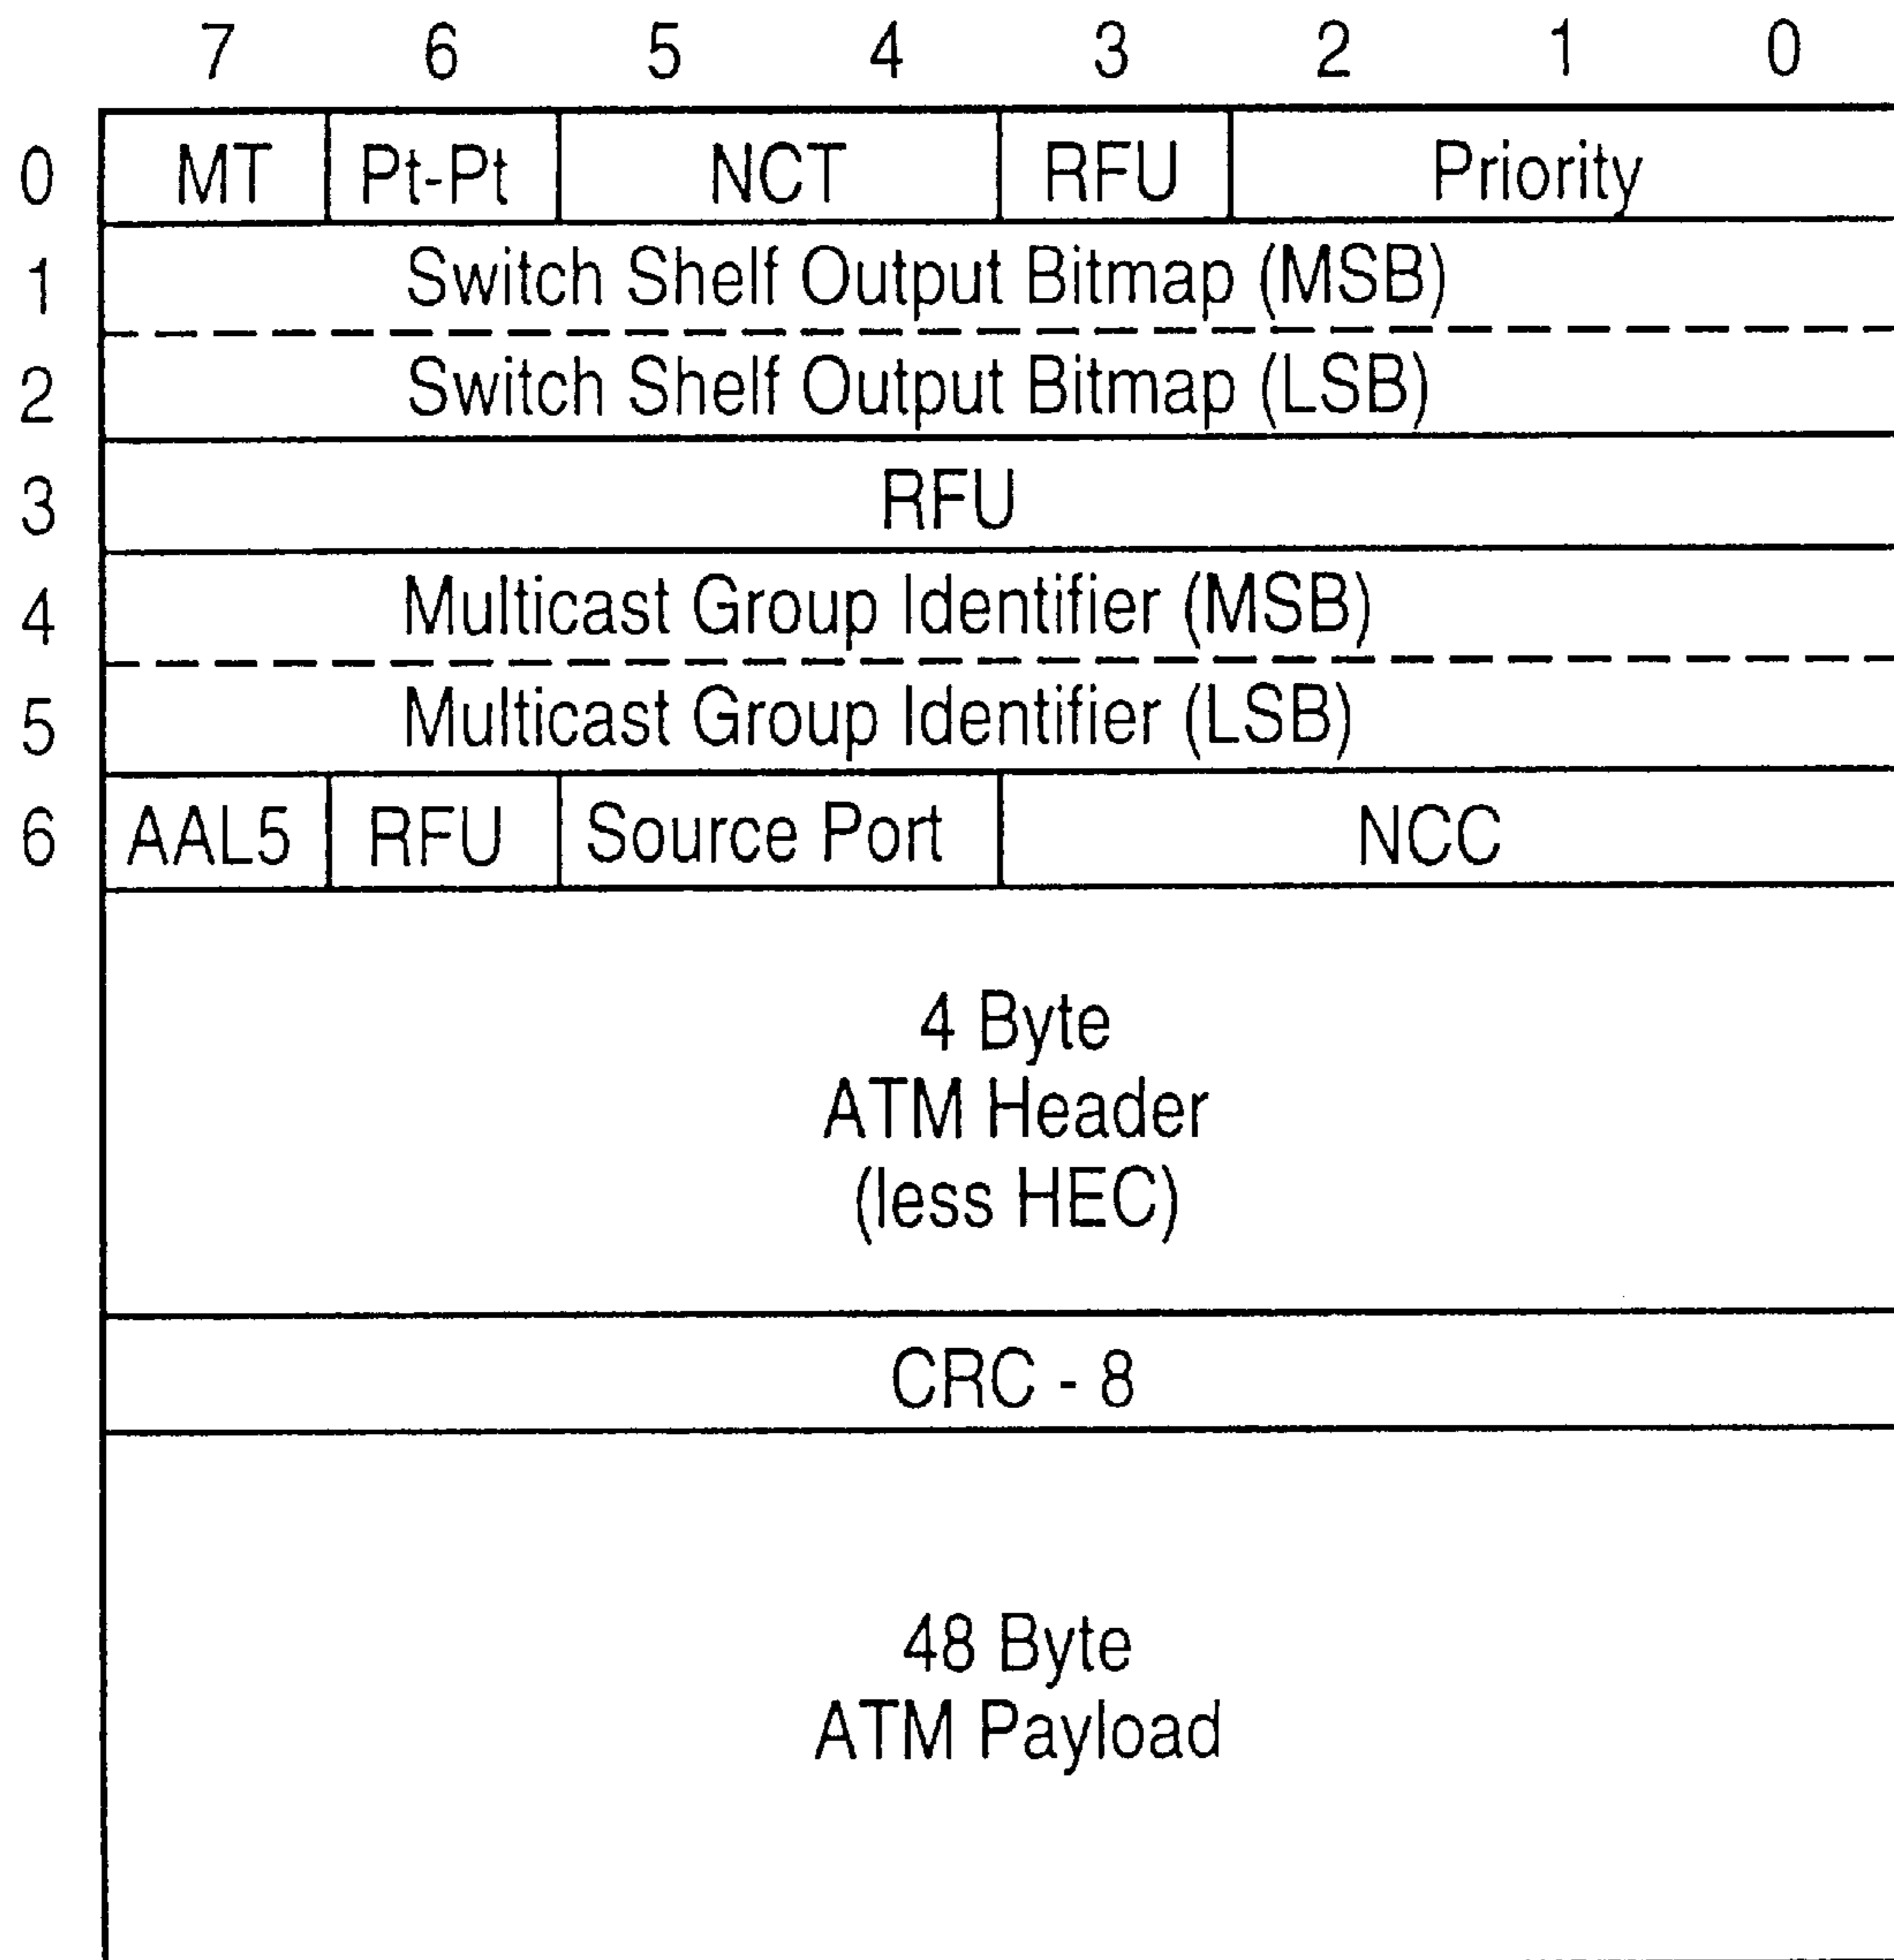 7 6 5 4 3 2 1 0
0 MT Pt-Pt NCT RFU Priority
1 Switch Shelf Output Bitmap (MSB)
2 Switch Shelf Output Bitmap (LSB)
3 RFU
4 Multicast Group Identifier (MSB)
5 Multicast Group Identifier (LSB)
6 AAL5 RFU Source Port NCC
4 Byte
ATM Header
(less HEC)
CRC - 8
48 Byte
ATM Payload